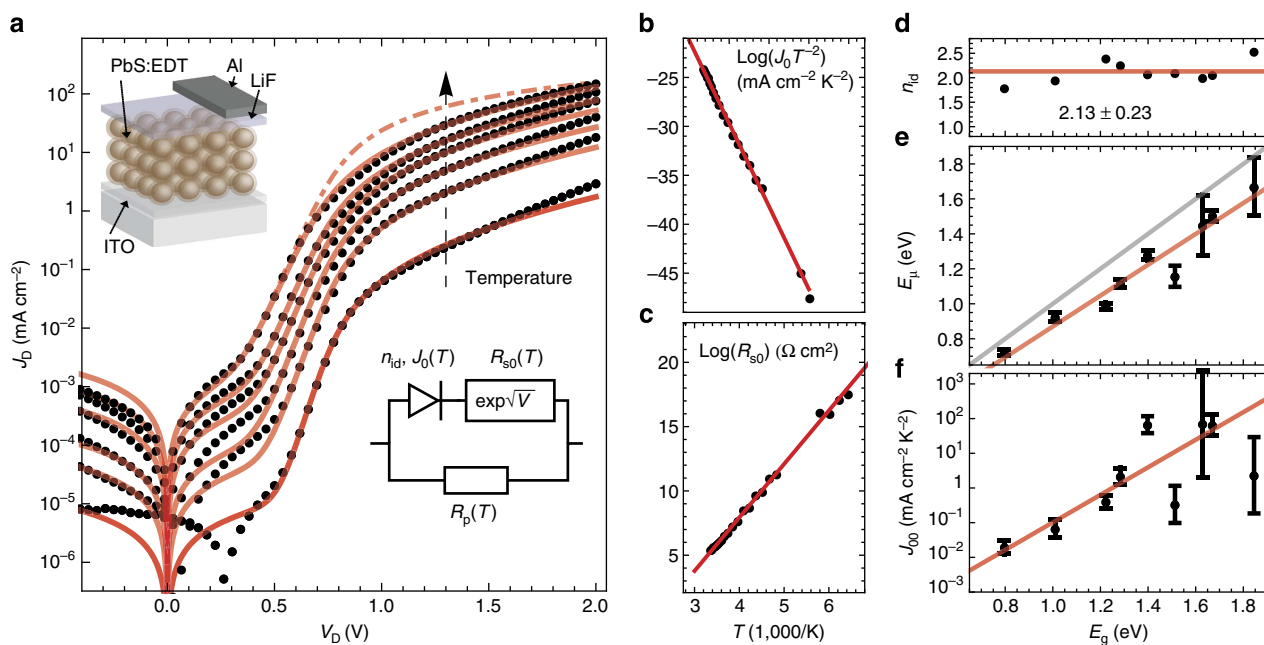 a
PbS:EDT
Al
LiF
ITO
10²
10¹
1
10⁻¹
10⁻²
10⁻³
10⁻⁴
10⁻⁵
10⁻⁶
J_D (mA cm⁻²)
Temperature
n_id, J_0(T)
R_s0(T)
exp√V
R_p(T)
0.0 0.5 1.0 1.5 2.0
V_D (V)
b
Log(J_0T⁻²)
(mA cm⁻² K⁻²)
−25
−30
−35
−45
c
Log(R_s0) (Ω cm²)
20
15
10
5
3 4 5 6
T (1,000/K)
d
n_id
2.5
2.0
1.5
1.0
2.13 ± 0.23
e
E_μ (eV)
1.8
1.6
1.4
1.2
1.0
0.8
f
J_00 (mA cm⁻² K⁻²)
10³
10²
10¹
1
10⁻¹
10⁻²
10⁻³
0.8 1.0 1.2 1.4 1.6 1.8
E_g (eV)